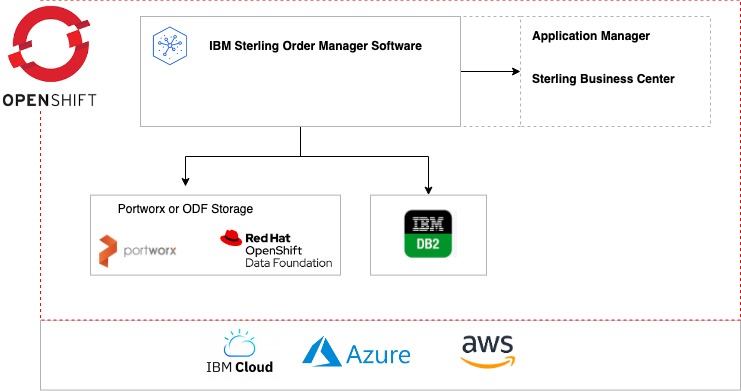 OPENSHIFT
IBM Sterling Order Manager Software
Application Manager
Sterling Business Center
Portworx or ODF Storage
portworx
Red Hat
OpenShift
Data Foundation
IBM
DB2
IBM Cloud
Azure
aws